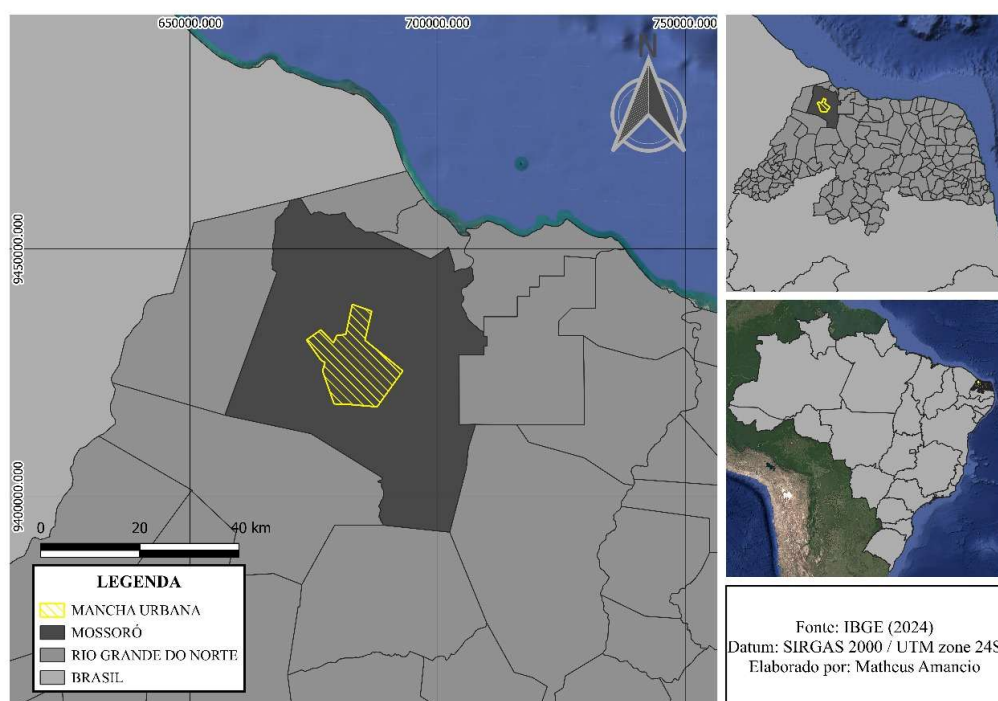 650000.000
700000.000
750000.000
N
9450000.000
9400000.000
0
20
40 km
LEGENDA
MANCHA URBANA
MOSSORÓ
RIO GRANDE DO NORTE
BRASIL
Fonte: IBGE (2024)
Datum: SIRGAS 2000 / UTM zone 24S
Elaborado por: Matheus Amancio